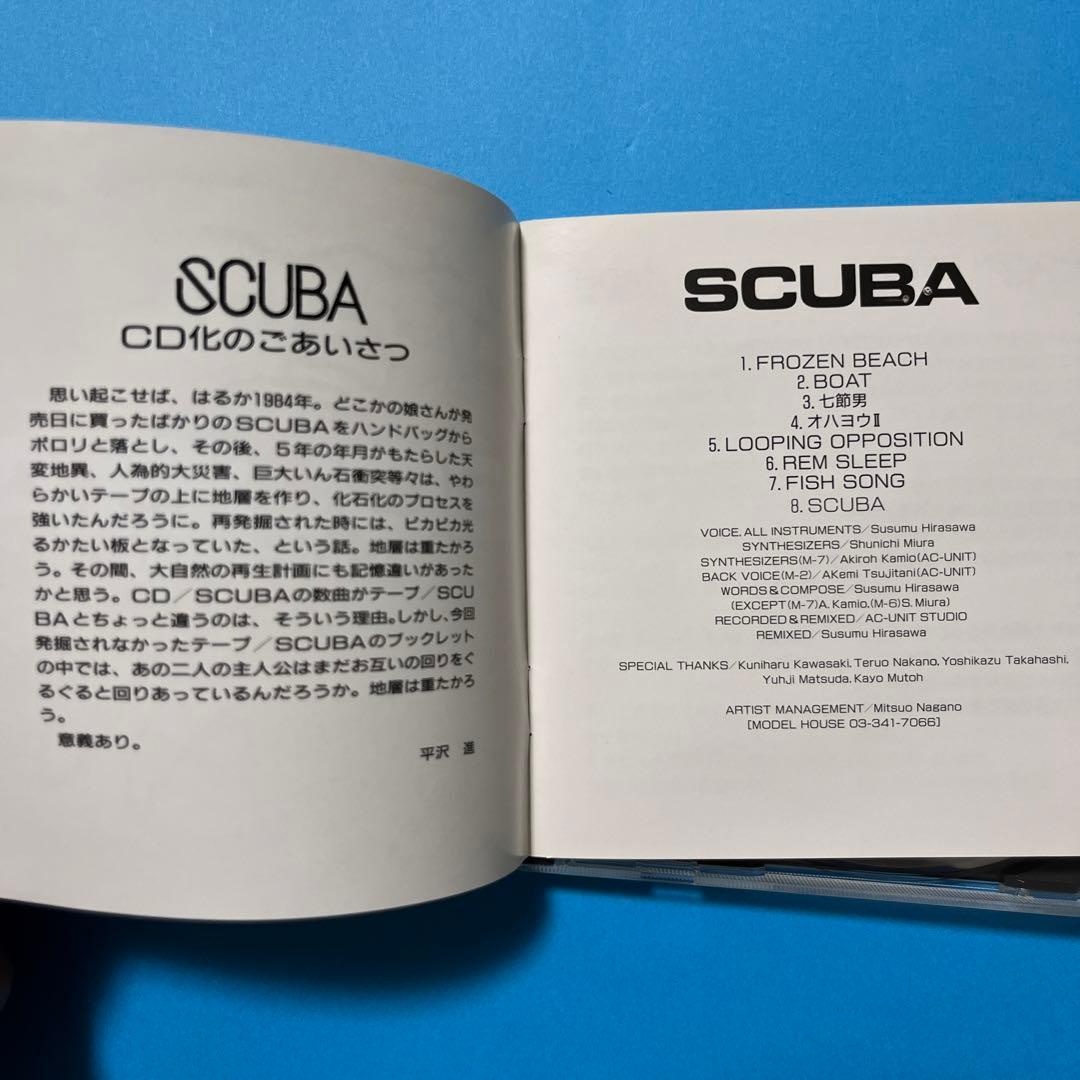 SCUBA
CD化のごあいさつ
思い起こせば、はるか1984年。どこかの娘さんが発
売日に買ったばかりのSCUBAをハンドバッグから
ポロリと落とし、その後、5年の年月かもたらした天
変地異、人為的大災害、巨大いん石衝突等々は、やわ
らかいテープの上に地層を作り、化石化のプロセスを
強いたんだろうに。再発掘された時には、ピカピカ光
るかたい板となっていた、という話。地層は重たかろ
う。その間、大自然の再生計画にも記憶違いがあった
かと思う。CD/SCUBAの数曲がテープ/SCU
BAとちょっと違うのは、そういう理由。しかし、今回
発掘されなかったテープ/SCUBAのブックレット
の中では、あの二人の主人公はまだお互いの回りをぐ
るぐると回りあっているんだろうか。地層は重たかろ
う。
意義あり。
平沢 進
SCUBA
1. FROZEN BEACH
2. BOAT
3. 七節男
4. オハヨウⅡ
5. LOOPING OPPOSITION
6. REM SLEEP
7. FISH SONG
8. SCUBA
VOICE. ALL INSTRUMENTS/Susumu Hirasawa
SYNTHESIZERS/Shunichi Miura
SYNTHESIZERS(M-7)/Akiroh Kamio(AC-UNIT)
BACK VOICE(M-2)/AKemi Tsujitani(AC-UNIT)
WORDS & COMPOSE/Susumu Hirasawa
(EXCEPT(M-7)A. Kamio,(M-6)S. Miura)
RECORDED & REMIXED/AC-UNIT STUDIO
REMIXED/Susumu Hirasawa
SPECIAL THANKS/Kuniharu Kawasaki, Teruo Nakano, Yoshikazu Takahashi,
Yuhji Matsuda, Kayo Mutoh
ARTIST MANAGEMENT/Mitsuo Nagano
[MODEL HOUSE 03-341-7066]